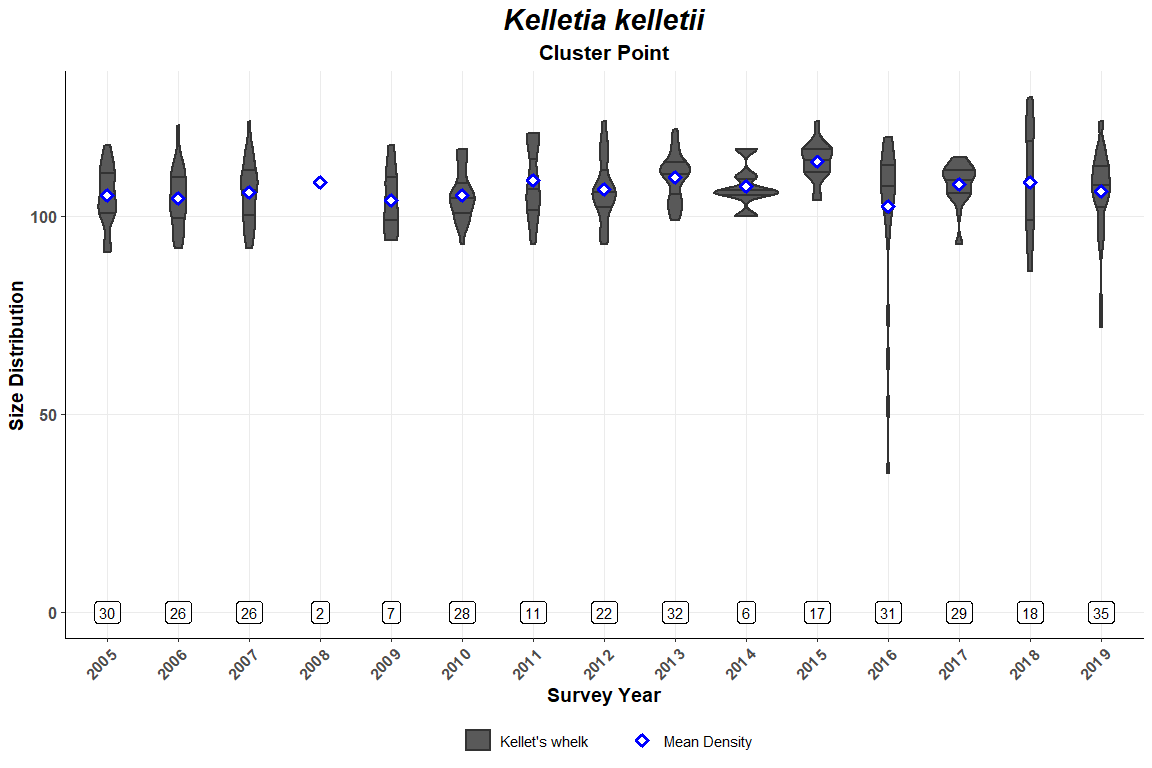 Kelletia kelletii
Cluster Point
Size Distribution
100
50
0
30 26 26 2 7 28 11 22 32 6 17 31 29 18 35
2005 2006 2007 2008 2009 2010 2011 2012 2013 2014 2015 2016 2017 2018 2019
Survey Year
Kellet's whelk Mean Density